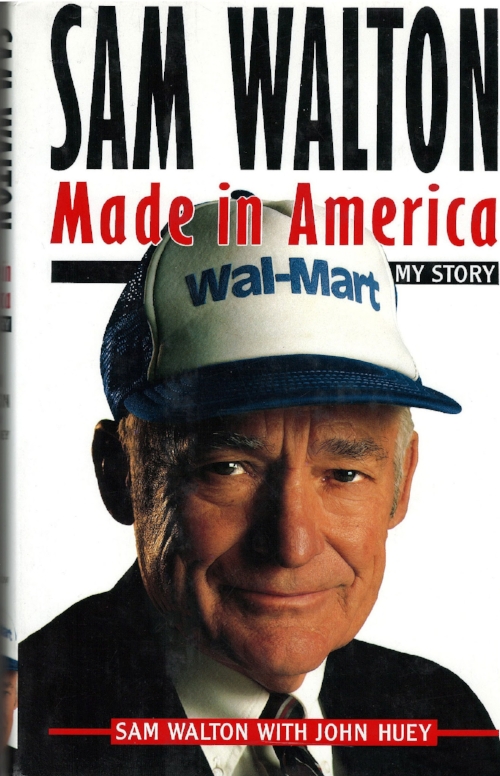 SAM WALTON
Made in America
Wal-Mart
MY STORY
SAM WALTON WITH JOHN HUEY